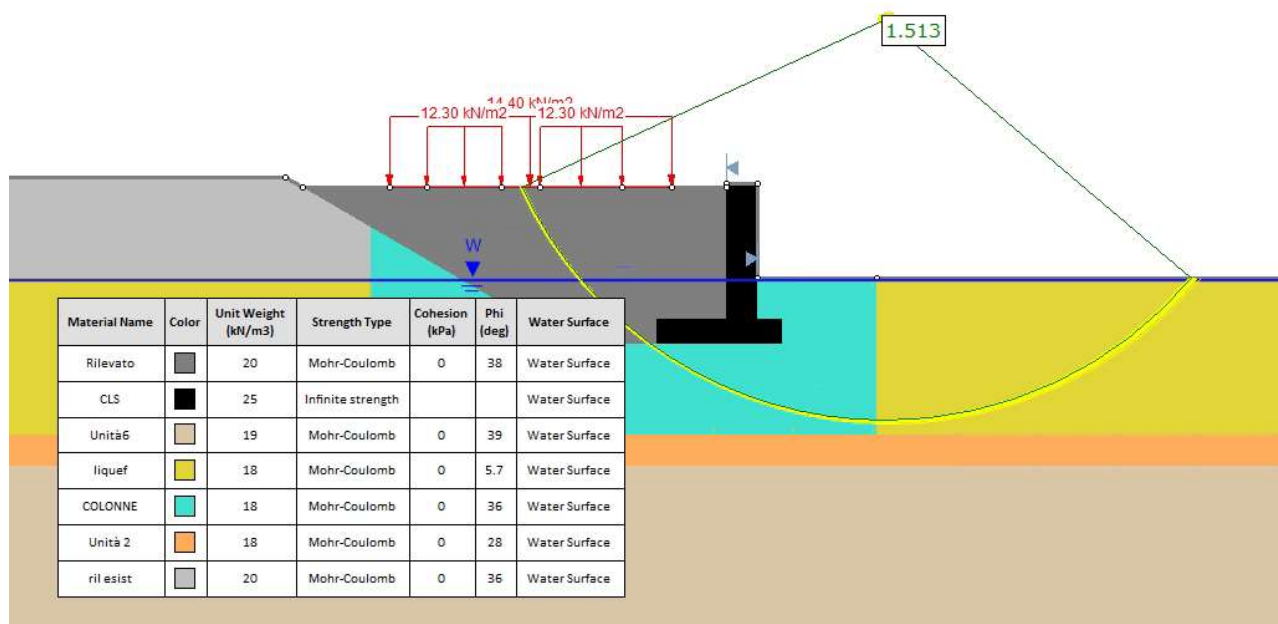 1.513
14.40 kN/m2
12.30 kN/m2 12.30 kN/m2
W
Material Name Color Unit Weight (kN/m3) Strength Type Cohesion (kPa) Phi (deg) Water Surface
Rilevato 20 Mohr-Coulomb 0 38 Water Surface
CLS 25 Infinite strength Water Surface
Unità6 19 Mohr-Coulomb 0 39 Water Surface
liquef 18 Mohr-Coulomb 0 5.7 Water Surface
COLONNE 18 Mohr-Coulomb 0 36 Water Surface
Unità 2 18 Mohr-Coulomb 0 28 Water Surface
ril esist 20 Mohr-Coulomb 0 36 Water Surface